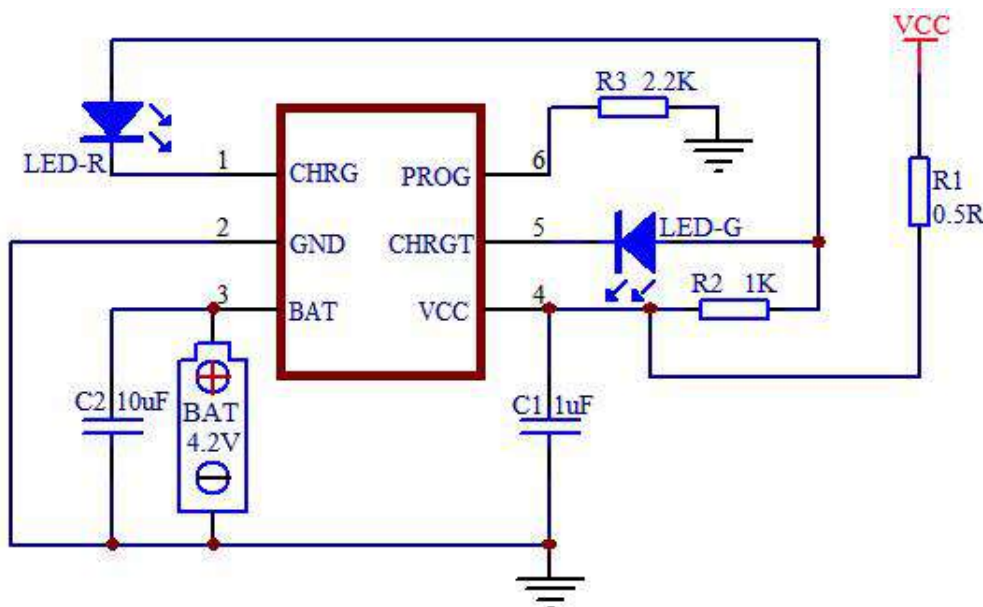 VCC
R3 2.2K
LED-R
1
CHRG
PROG
6
R1
0.5R
2
GND
CHRGT
5
LED-G
3
BAT
VCC
4
R2 1K
C2 10uF
BAT
4.2V
C1 1uF